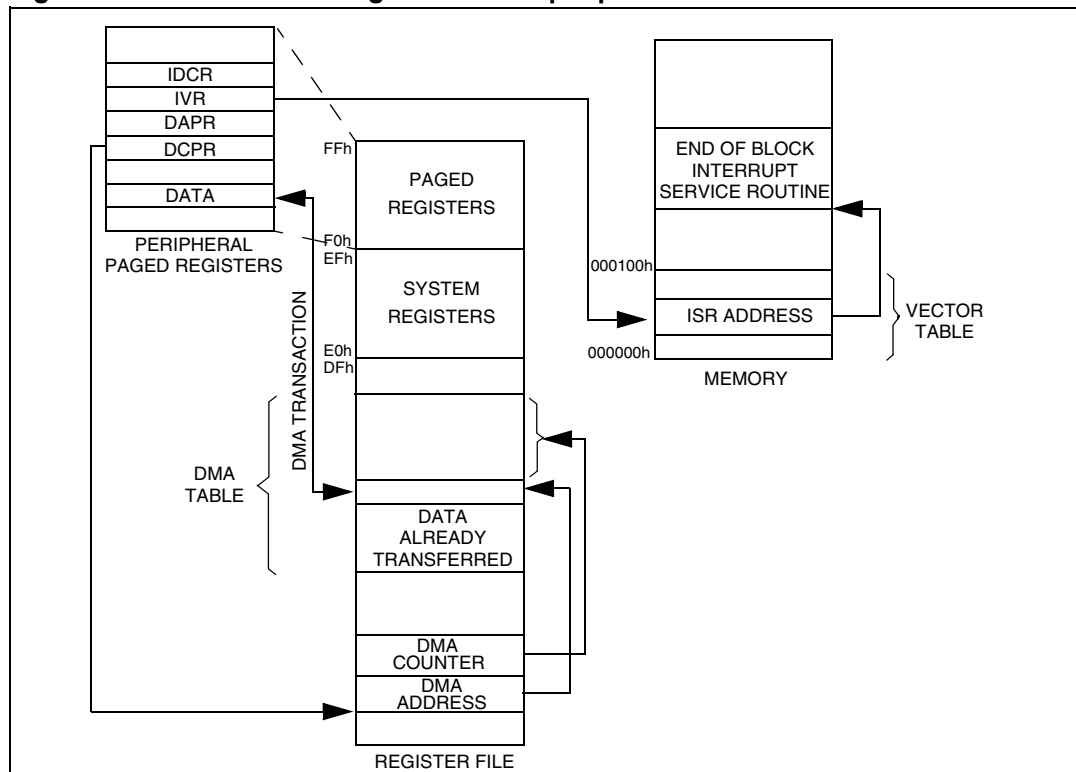 IDCR
IVR
DAPR
DCPR
DATA
PERIPHERAL
PAGED REGISTERS
FFh
PAGED
REGISTERS
F0h
EFh
SYSTEM
REGISTERS
E0h
DFh
DMA TRANSACTION
DMA
TABLE
DATA
ALREADY
TRANSFERRED
DMA
COUNTER
DMA
ADDRESS
REGISTER FILE
END OF BLOCK
INTERRUPT
SERVICE ROUTINE
000100h
ISR ADDRESS
000000h
VECTOR
TABLE
MEMORY